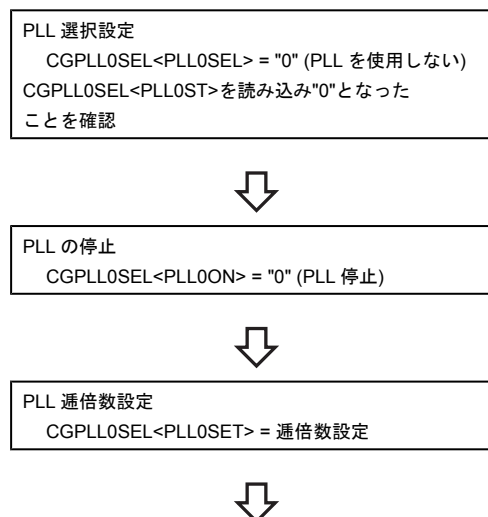 PLL 選択設定
CGPLL0SEL<PLL0SEL> = "0" (PLL を使用しない)
CGPLL0SEL<PLL0ST>を読み込み"0"となった
ことを確認
PLL の停止
CGPLL0SEL<PLL0ON> = "0" (PLL 停止)
PLL 逓倍数設定
CGPLL0SEL<PLL0SET> = 逓倍数設定